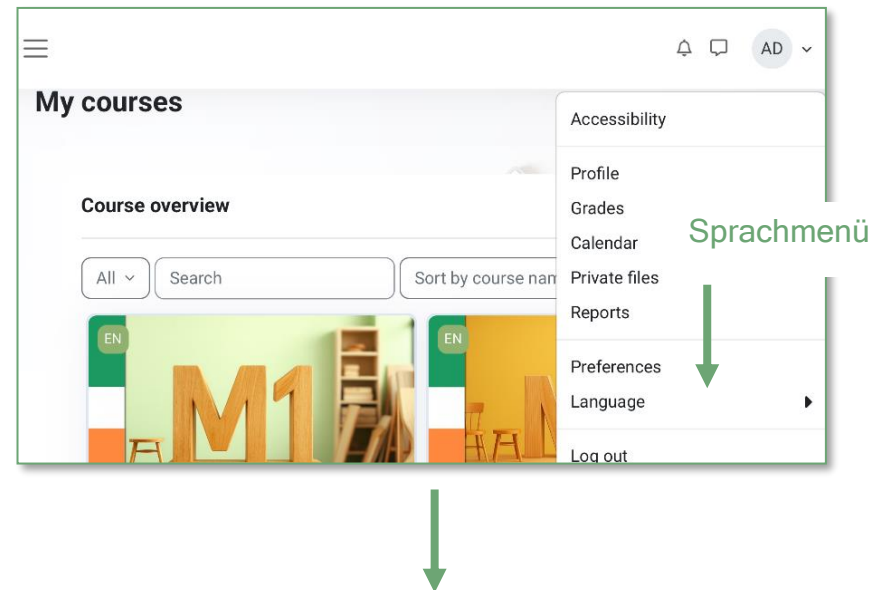 AD
My courses
Accessibility
Profile
Course overview
Grades
Sprachmenü
Calendar
All
Search
Sort by course nam
Private files
Reports
EN
EN
M1
Preferences
Language
Log out